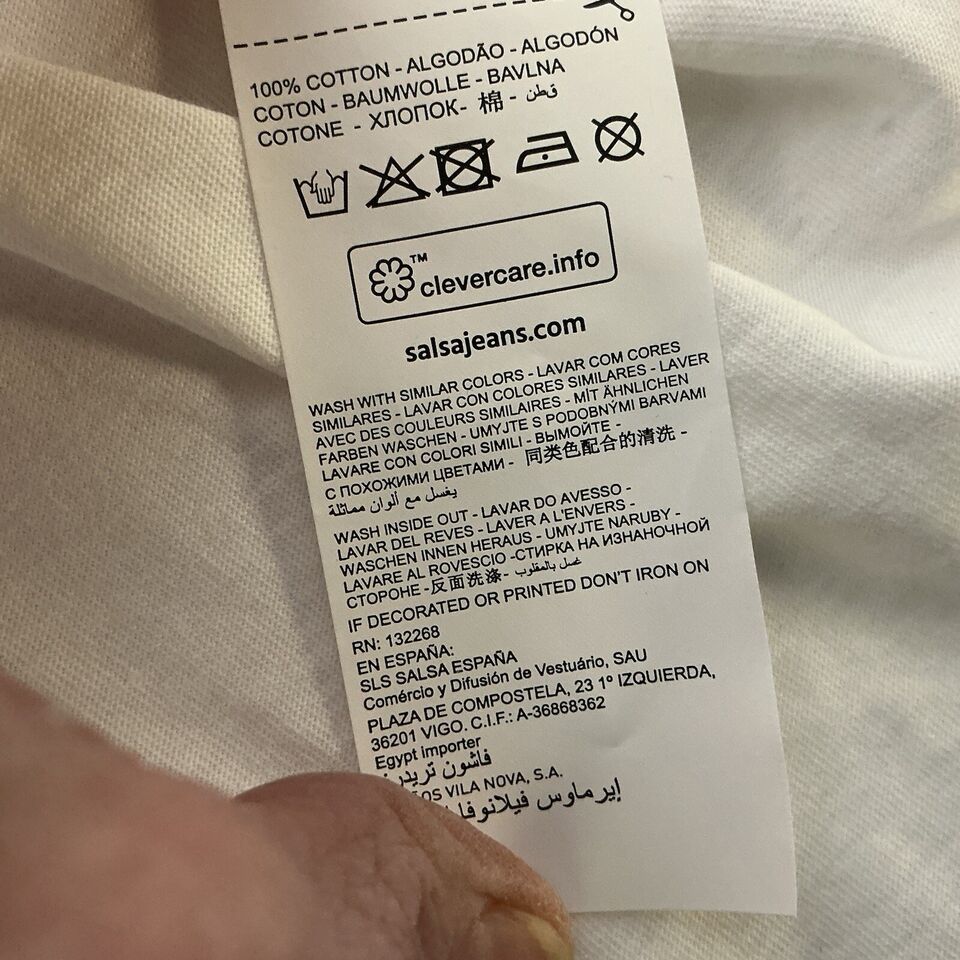 100% COTTON - ALGODÃO - ALGODÓN
COTON - BAUMWOLLE - BAVLNA
COTONE - ХЛОПОК- 棉 - قطن
™
clevercare.info
salsajeans.com
WASH WITH SIMILAR COLORS - LAVAR COM CORES
SIMILARES - LAVAR CON COLORES SIMILARES - LAVER
AVEC DES COULEURS SIMILAIRES - MIT ÄHNLICHEN
FARBEN WASCHEN - UMYJTE S PODOBNÝMI BARVAMI
LAVARE CON COLORI SIMILI - ВЫМОЙТЕ -
С ПОХОЖИМИ ЦВЕТАМИ - 同类色配合的清洗 -
يغسل مع ألوان مماثلة
WASH INSIDE OUT - LAVAR DO AVESSO -
LAVAR DEL REVES - LAVER A L'ENVERS -
WASCHEN INNEN HERAUS - UMYJTE NARUBY -
LAVARE AL ROVESCIO -СТИРКА НА ИЗНАНОЧНОЙ
СТОРОНЕ -反面洗涤- غسل بالمقلوب
IF DECORATED OR PRINTED DON'T IRON ON
RN: 132268
EN ESPAÑA:
SLS SALSA ESPAÑA
Comércio y Difusión de Vestuário, SAU
PLAZA DE COMPOSTELA, 23 1º IZQUIERDA,
36201 VIGO. C.I.F.: A-36868362
Egypt importer
فاشون
VILA NOVA, S.A.
إيرماوس